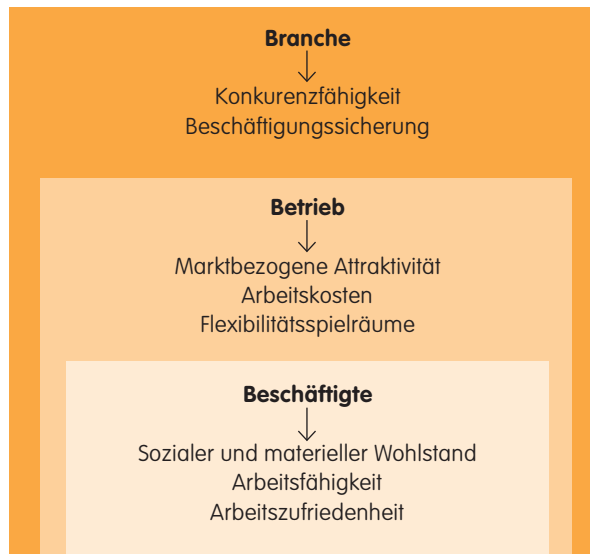 Branche
Konkurenzfähigkeit
Beschäftigungssicherung
Betrieb
Marktbezogene Attraktivität
Arbeitskosten
Flexibilitätsspielräume
Beschäftigte
Sozialer und materieller Wohlstand
Arbeitsfähigkeit
Arbeitszufriedenheit